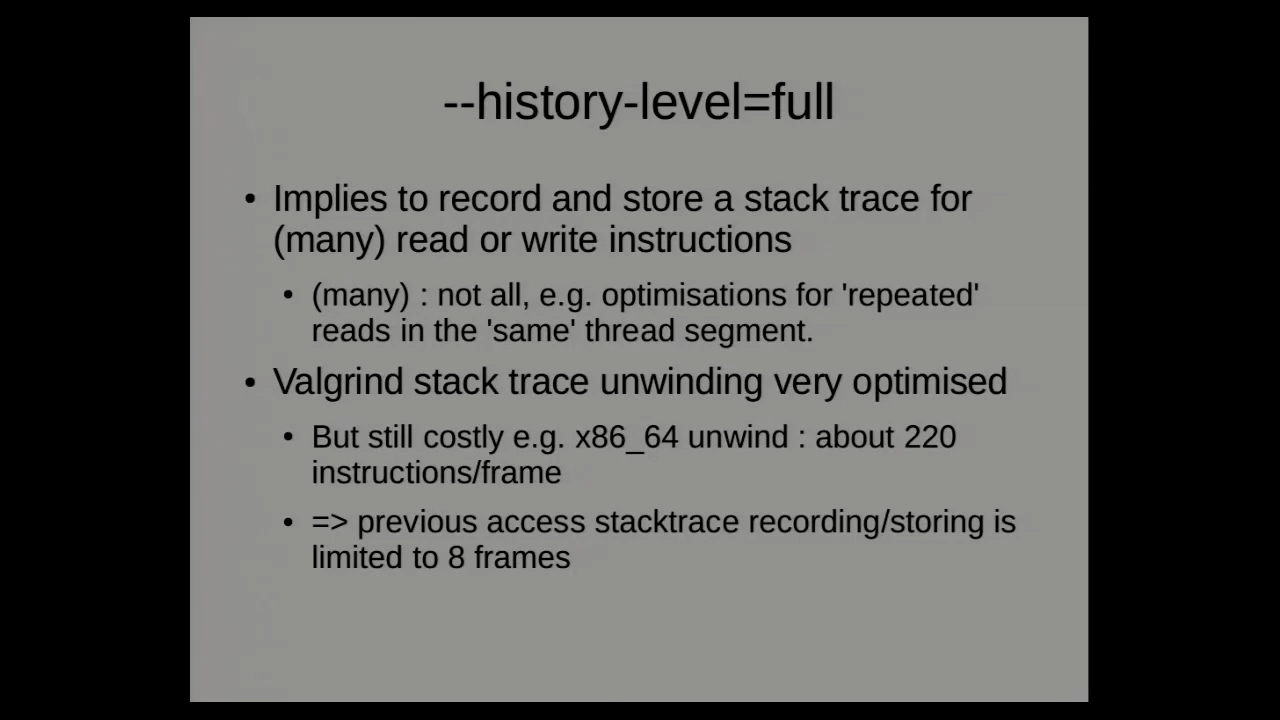 --history-level=full
• Implies to record and store a stack trace for
(many) read or write instructions
• (many) : not all, e.g. optimisations for 'repeated'
reads in the 'same' thread segment.
• Valgrind stack trace unwinding very optimised
• But still costly e.g. x86_64 unwind : about 220
instructions/frame
• => previous access stacktrace recording/storing is
limited to 8 frames